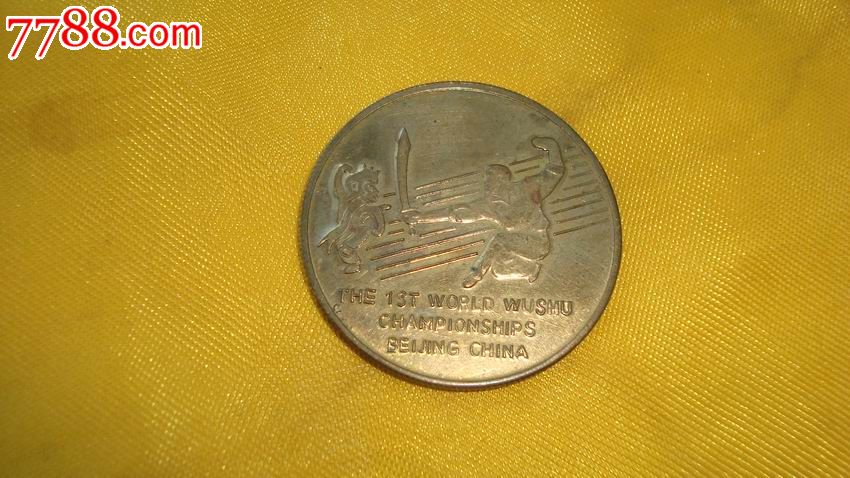 7788.com
THE 1ST WORLD WUSHU
CHAMPIONSHIPS
BEIJING CHINA